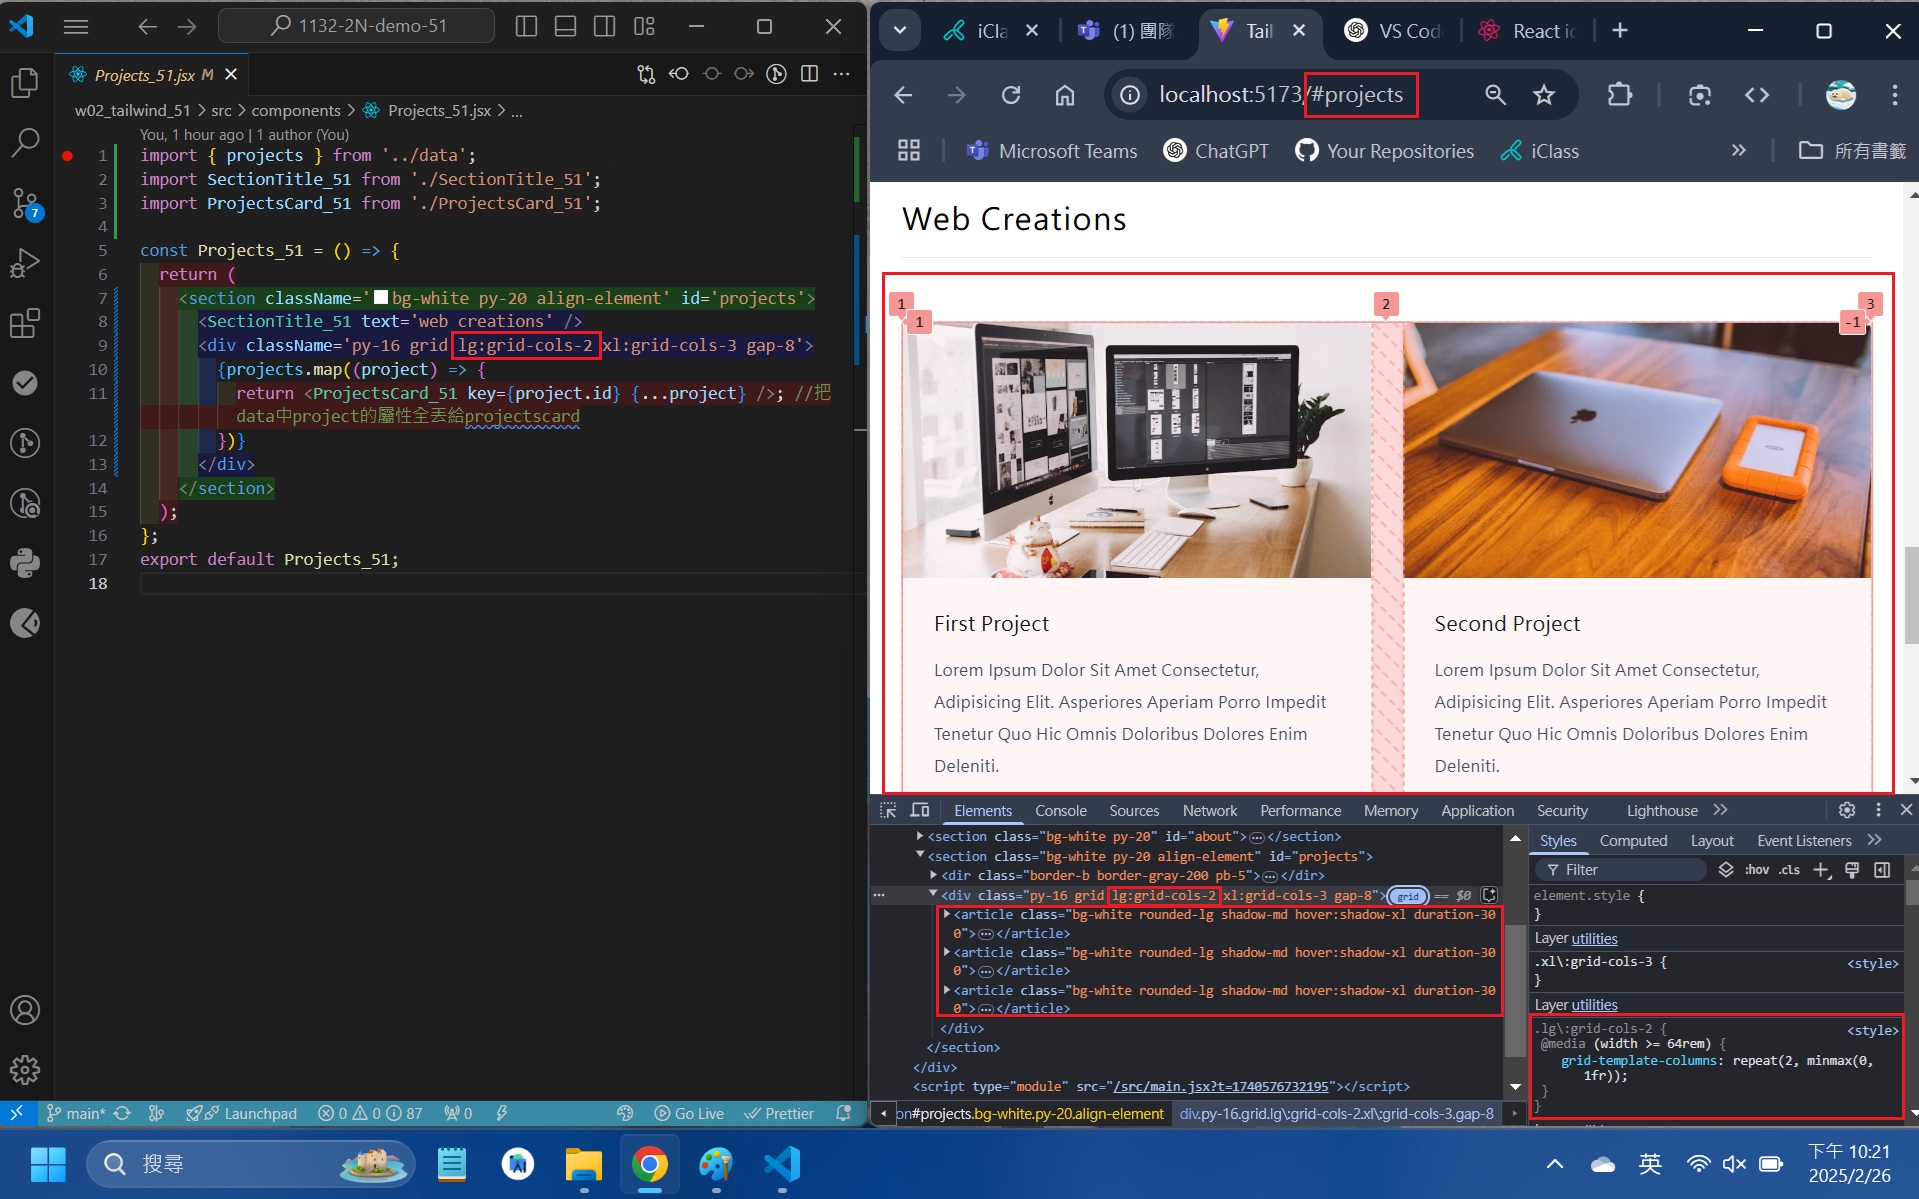 1132-2N-demo-51
Projects_51.jsx M
w02_tailwind_51 > src > components > Projects_51.jsx > ...
You, 1 hour ago | 1 author (You)
1 import { projects } from '../data';
2 import SectionTitle_51 from './SectionTitle_51';
3 import ProjectsCard_51 from './ProjectsCard_51';
4
5 const Projects_51 = () => {
6 return (
7 <section className='bg-white py-20 align-element' id='projects'>
8 <SectionTitle_51 text='web creations' />
9 <div className='py-16 grid lg:grid-cols-2 xl:grid-cols-3 gap-8'>
10 {projects.map((project) => {
11 return <ProjectsCard_51 key={project.id} {...project} />; //把
data中project的屬性全丟給projectscard
12 })}
13 </div>
14 </section>
15 );
16 };
17 export default Projects_51;
18
7
main* Launchpad 0 0 87 0 Go Live Prettier
iCla
(1) 團隊
Tail
VS Cod
React ic
localhost:5173/#projects
Microsoft Teams ChatGPT Your Repositories iClass 所有書籤
Web Creations
1 2 3
1 -1
First Project
Lorem Ipsum Dolor Sit Amet Consectetur,
Adipisicing Elit. Asperiores Aperiam Porro Impedit
Tenetur Quo Hic Omnis Doloribus Dolores Enim
Deleniti.
Second Project
Lorem Ipsum Dolor Sit Amet Consectetur,
Adipisicing Elit. Asperiores Aperiam Porro Impedit
Tenetur Quo Hic Omnis Doloribus Dolores Enim
Deleniti.
Elements Console Sources Network Performance Memory Application Security Lighthouse
<section class="bg-white py-20" id="about">…</section>
<section class="bg-white py-20 align-element" id="projects">
<dir class="border-b border-gray-200 pb-5">…</dir>
<div class="py-16 grid lg:grid-cols-2 xl:grid-cols-3 gap-8"> grid == $0
<article class="bg-white rounded-lg shadow-md hover:shadow-xl duration-30
0">…</article>
<article class="bg-white rounded-lg shadow-md hover:shadow-xl duration-30
0">…</article>
<article class="bg-white rounded-lg shadow-md hover:shadow-xl duration-30
0">…</article>
</div>
</section>
</div>
<script type="module" src="/src/main.jsx?t=1740576732195"></script>
on#projects.bg-white.py-20.align-element div.py-16.grid.lg\:grid-cols-2.xl\:grid-cols-3.gap-8
Styles Computed Layout Event Listeners
Filter :hov .cls
element.style {
}
Layer utilities
.xl\:grid-cols-3 { <style>
}
Layer utilities
.lg\:grid-cols-2 { <style>
@media (width >= 64rem) {
grid-template-columns: repeat(2, minmax(0,
1fr));
}
}
搜尋
英
下午 10:21
2025/2/26